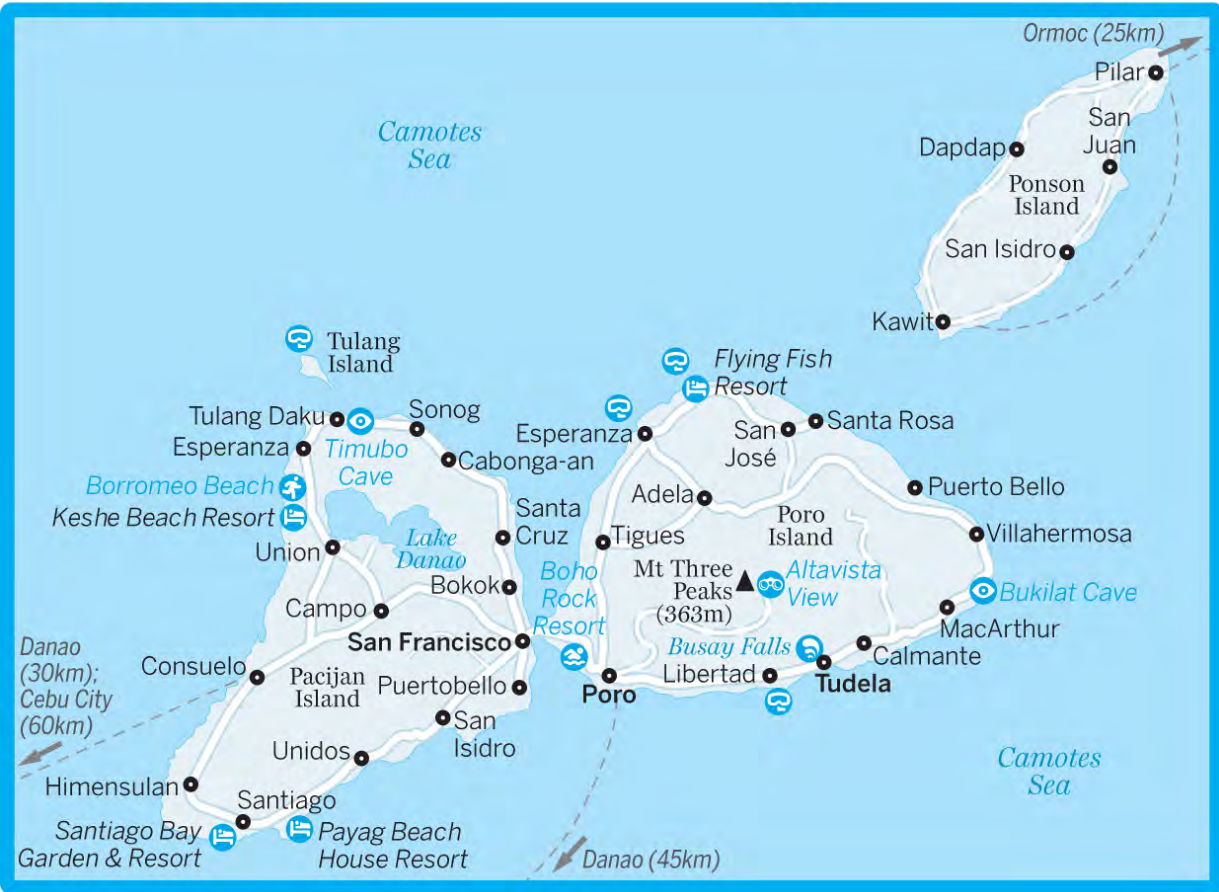 Ormoc (25km)
Pilar
Camotes
Sea
San
Juan
Dapdap
Ponson
Island
San Isidro
Kawit
Tulang
Island
Flying Fish
Resort
Tulang Daku
Sonog
Esperanza
San
José
Santa Rosa
Esperanza
Timubo
Cave
Cabonga-an
Borromeo Beach
Adela
Puerto Bello
Keshe Beach Resort
Santa
Cruz
Poro
Island
Union
Lake
Danao
Tigues
Villahermosa
Bokok
Boho
Rock
Resort
Mt Three
Peaks
(363m)
Altavista
View
Bukilat Cave
Campo
San Francisco
MacArthur
Danao
(30km);
Cebu City
(60km)
Consuelo
Pacijan
Island
Puertobello
Poro
Busay Falls
Libertad
Calmante
Tudela
San
Isidro
Unidos
Camotes
Sea
Himensulan
Santiago
Santiago Bay
Garden & Resort
Payag Beach
House Resort
Danao (45km)